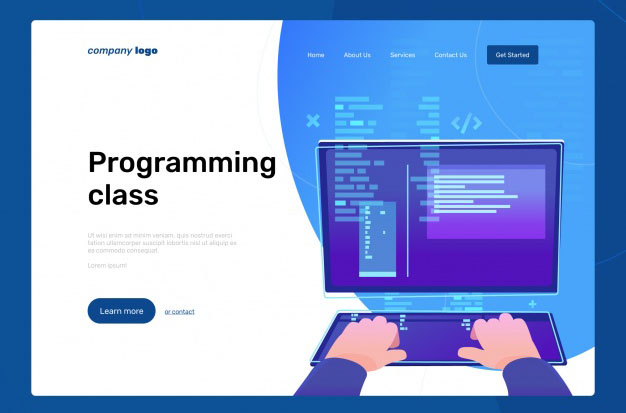 company logo
Home
About Us
Services
Contact Us
Get Started
Programming
class
Ut wisi enim ad minim veniam, quis nostrud exerci
tation ullamcorper suscipit lobortis nisl ut aliquip ex
ea commodo consequat.
Lorem ipsum!
Learn more
or contact